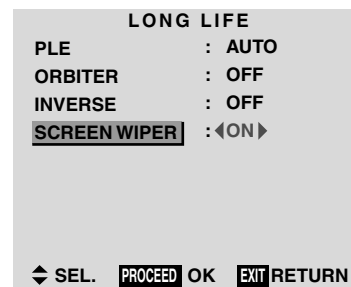 LONG LIFE
PLE : AUTO
ORBITER : OFF
INVERSE : OFF
SCREEN WIPER : ◀ON▶
▲▼ SEL. PROCEED OK EXIT RETURN